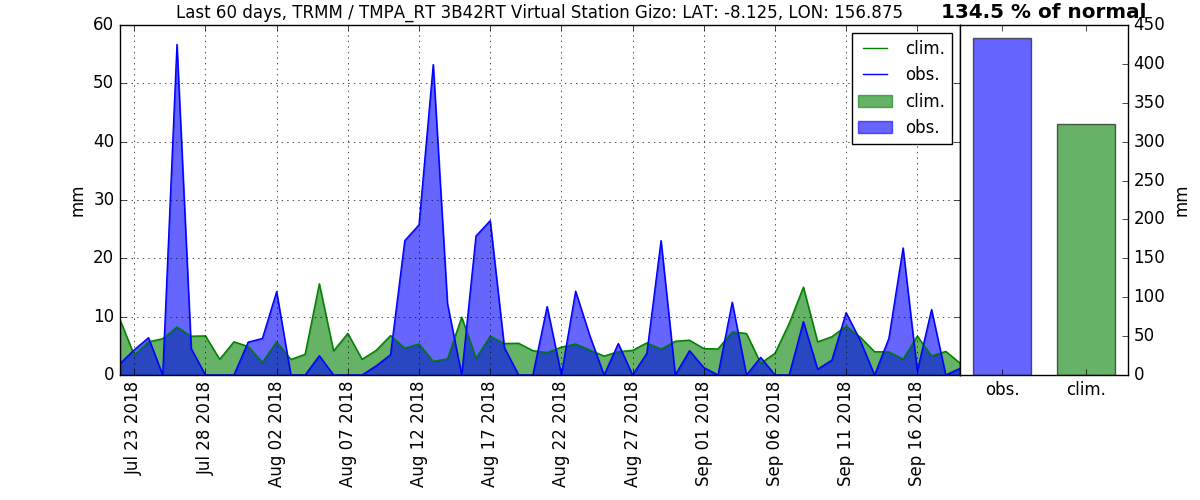 Last 60 days, TRMM / TMPA_RT 3B42RT Virtual Station Gizo: LAT: -8.125, LON: 156.875
134.5 % of normal
clim.
obs.
clim.
obs.
60
50
40
30
20
10
0
mm
Jul 23 2018
Jul 28 2018
Aug 02 2018
Aug 07 2018
Aug 12 2018
Aug 17 2018
Aug 22 2018
Aug 27 2018
Sep 01 2018
Sep 06 2018
Sep 11 2018
Sep 16 2018
450
400
350
300
250
200
150
100
50
0
mm
obs.
clim.